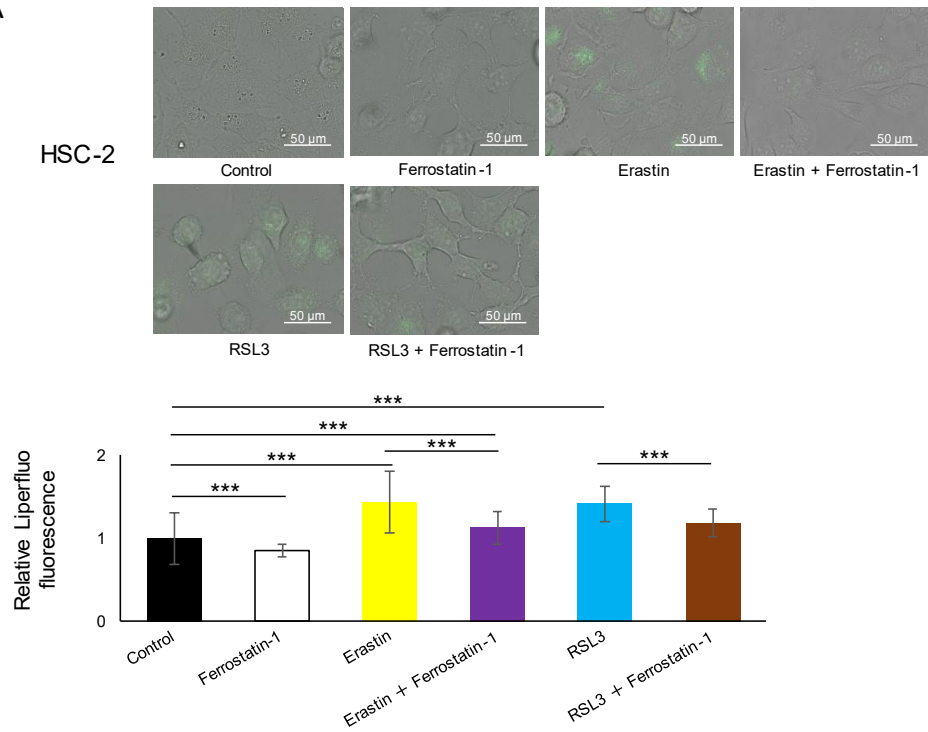 A
50 μm
50 μm
50 μm
50 μm
Control
Ferrostatin-1
Erastin
Erastin + Ferrostatin-1
HSC-2
50 μm
50 μm
RSL3
RSL3 + Ferrostatin-1
***
***
***
***
***
***
Relative Liperfluo
fluorescence
2
1
0
Control
Ferrostatin-1
Erastin
Erastin + Ferrostatin-1
RSL3
RSL3 + Ferrostatin-1